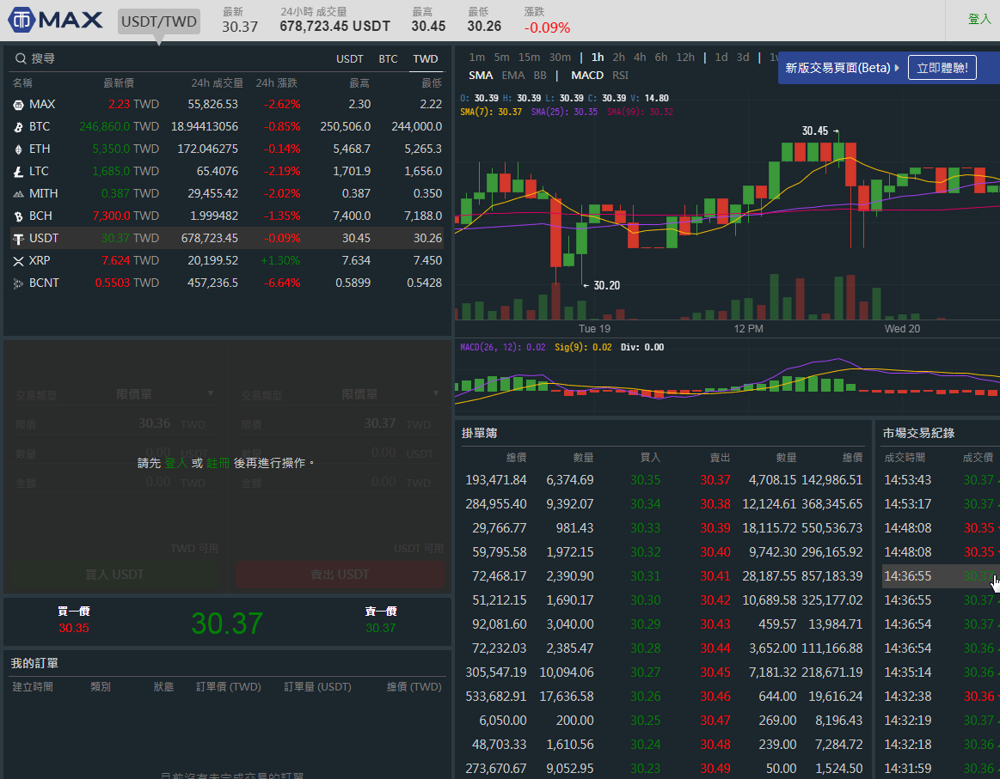 MAX
USDT/TWD
最新
30.37
24小時 成交量
678,723.45 USDT
最高
30.45
最低
30.26
漲跌
-0.09%
登入
搜尋
USDT BTC TWD
名稱 最新價 24h 成交量 24h 漲跌 最高 最低
MAX 2.23 TWD 55,826.53 -2.62% 2.30 2.22
BTC 246,860.0 TWD 18.94413056 -0.85% 250,506.0 244,000.0
ETH 5,350.0 TWD 172.046275 -0.14% 5,468.7 5,265.3
LTC 1,685.0 TWD 65.4076 -2.19% 1,701.9 1,656.0
MITH 0.387 TWD 29,455.42 -2.02% 0.387 0.350
BCH 7,300.0 TWD 1.999482 -1.35% 7,400.0 7,188.0
USDT 30.37 TWD 678,723.45 -0.09% 30.45 30.26
XRP 7.624 TWD 20,199.52 +1.30% 7.634 7.450
BCNT 0.5503 TWD 457,236.5 -6.64% 0.5899 0.5428
交易類型 限價單 ▼ 交易類型 限價單 ▼
限價 30.36 TWD 限價 30.37 TWD
數量 0.00 USDT 數量 0.00 USDT
請先 登入 或 註冊 後再進行操作。
金額 0.00 TWD 金額 0.00 TWD
TWD 可用 USDT 可用
買入 USDT 賣出 USDT
買一價
30.35
30.37
賣一價
30.37
我的訂單
建立時間 類別 狀態 訂單價 (TWD) 訂單量 (USDT) 總價 (TWD)
目前沒有未完成交易的訂單
1m 5m 15m 30m | 1h 2h 4h 6h 12h | 1d 3d | 1w
新版交易頁面(Beta) 立即體驗!
SMA EMA BB | MACD RSI
O: 30.39 H: 30.39 L: 30.39 C: 30.39 V: 14.80
SMA(7): 30.37 SMA(25): 30.35 SMA(99): 30.32
30.45 →
← 30.20
Tue 19 12 PM Wed 20
MACD(26, 12): 0.02 Sig(9): 0.02 Div: 0.00
掛單簿
總價 數量 買入 賣出 數量 總價
193,471.84 6,374.69 30.35 30.37 4,708.15 142,986.51
284,955.40 9,392.07 30.34 30.38 12,124.61 368,345.65
29,766.77 981.43 30.33 30.39 18,115.72 550,536.73
59,795.58 1,972.15 30.32 30.40 9,742.30 296,165.92
72,468.17 2,390.90 30.31 30.41 28,187.55 857,183.39
51,212.15 1,690.17 30.30 30.42 10,689.58 325,177.02
92,081.60 3,040.00 30.29 30.43 459.57 13,984.71
72,232.03 2,385.47 30.28 30.44 3,652.00 111,166.88
305,547.19 10,094.06 30.27 30.45 7,181.32 218,671.19
533,682.91 17,636.58 30.26 30.46 644.00 19,616.24
6,050.00 200.00 30.25 30.47 269.00 8,196.43
48,703.33 1,610.56 30.24 30.48 239.00 7,284.72
273,670.67 9,052.95 30.23 30.49 50.00 1,524.50
市場交易紀錄
成交時間 成交價
14:53:43 30.37
14:53:17 30.37
14:48:08 30.35
14:48:08 30.35
14:36:55 30.37
14:36:55 30.37
14:36:54 30.37
14:36:54 30.36
14:35:14 30.36
14:32:38 30.36
14:32:19 30.37
14:32:18 30.36
14:31:59 30.36